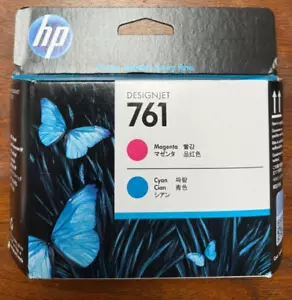 hp
DESIGNJET
761
Magenta 빨강
マゼンタ 品红色
Cyan 파랑
Cian 青色
シアン